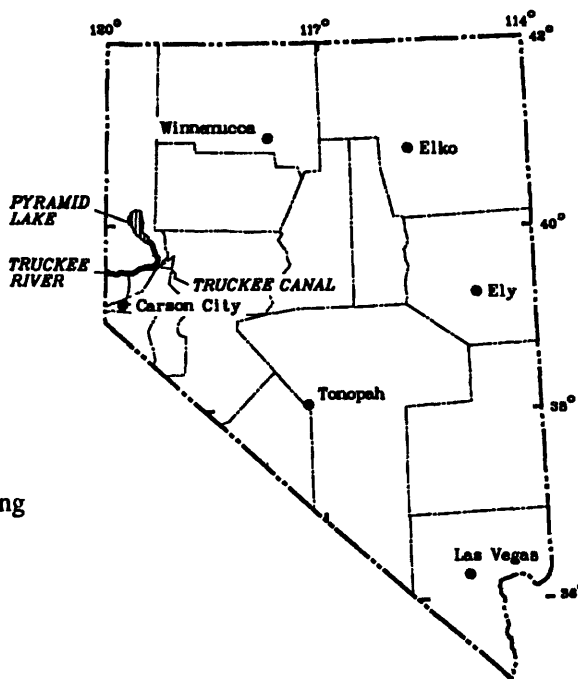 120°
117°
114°
42°
Winnemucca
Elko
PYRAMID
LAKE
40°
TRUCKEE
RIVER
TRUCKEE CANAL
Ely
Carson City
Tonopah
38°
ng
Las Vegas
36°